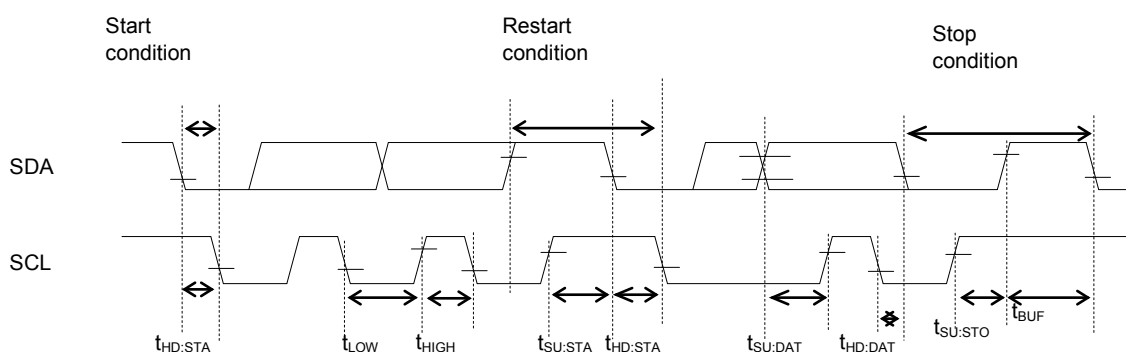 Start
condition
Restart
condition
Stop
condition
SDA
SCL
tHD:STA
tLOW
tHIGH
tSU:STA
tHD:STA
tSU:DAT
tHD:DAT
tSU:STO
tBUF